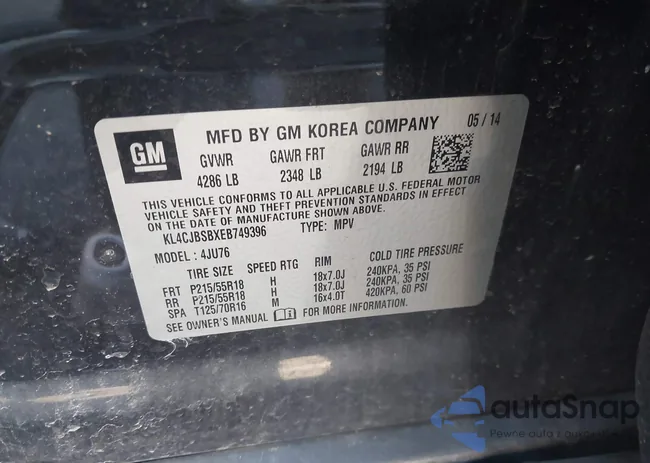 GM
MFD BY GM KOREA COMPANY 05 / 14
GVWR GAWR FRT GAWR RR
4286 LB 2348 LB 2194 LB
THIS VEHICLE CONFORMS TO ALL APPLICABLE U.S. FEDERAL MOTOR
VEHICLE SAFETY AND THEFT PREVENTION STANDARDS IN EFFECT
ON THE DATE OF MANUFACTURE SHOWN ABOVE.
KL4CJBSBXEB749396 TYPE: MPV
MODEL : 4JU76
TIRE SIZE SPEED RTG RIM COLD TIRE PRESSURE
FRT P215/55R18 H 18x7.0J 240KPA, 35 PSI
RR P215/55R18 H 18x7.0J 240KPA, 35 PSI
SPA T125/70R16 M 16x4.0T 420KPA, 60 PSI
SEE OWNER'S MANUAL FOR MORE INFORMATION.
autaSnap
Pewne auta z